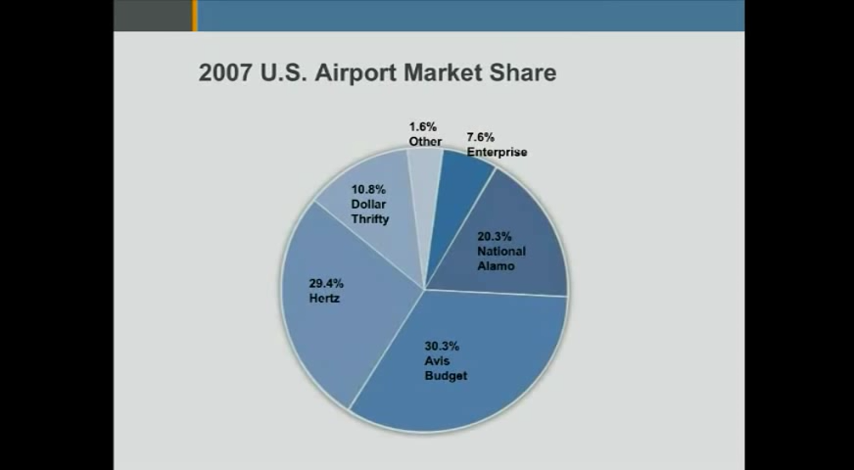 2007 U.S. Airport Market Share
1.6%
Other
7.6%
Enterprise
10.8%
Dollar
Thrifty
20.3%
National
Alamo
29.4%
Hertz
30.3%
Avis
Budget